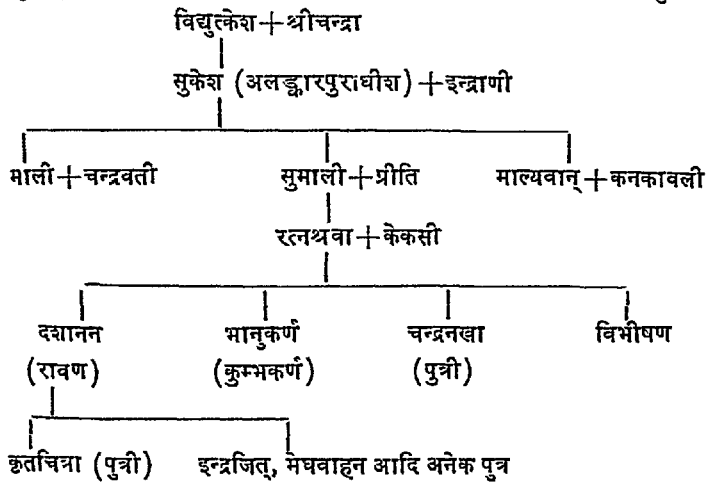 विद्युत्केश+श्रीचन्द्रा
सुकेश (अलङ्कारपुराधीश)+इन्द्राणी
माली+चन्द्रवती सुमाली+प्रीति माल्यवान्+कनकावली
रत्नश्रवा+केकसी
दशानन भानुकर्ण चन्द्रनखा विभीषण
(रावण) (कुम्भकर्ण) (पुत्री)
कृतचित्रा (पुत्री) इन्द्रजित्, मेघवाहन आदि अनेक पुत्र